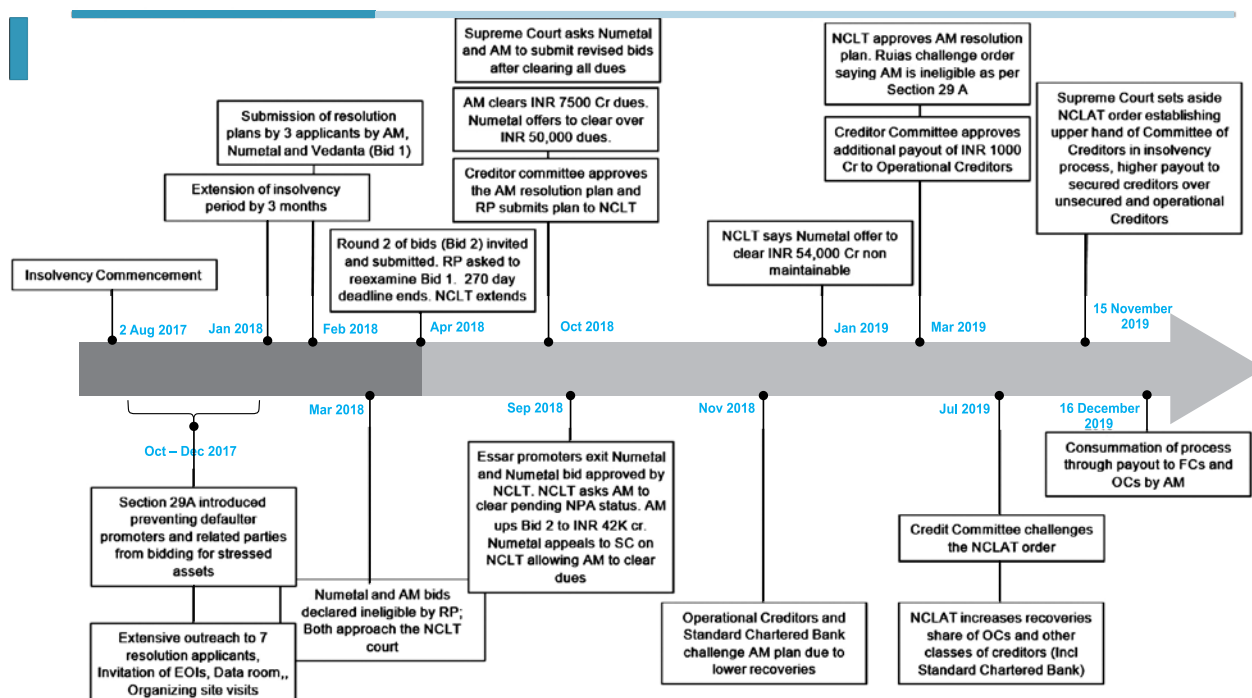 Supreme Court asks Numetal
and AM to submit revised bids
after clearing all dues
AM clears INR 7500 Cr dues.
Numetal offers to clear over
INR 50,000 dues.
Creditor committee approves
the AM resolution plan and
RP submits plan to NCLT
NCLT approves AM resolution
plan. Ruias challenge order
saying AM is ineligible as per
Section 29 A
Creditor Committee approves
additional payout of INR 1000
Cr to Operational Creditors
Supreme Court sets aside
NCLAT order establishing
upper hand of Committee of
Creditors in insolvency
process, higher payout to
secured creditors over
unsecured and operational
Creditors
Submission of resolution
plans by 3 applicants by AM,
Numetal and Vedanta (Bid 1)
Extension of insolvency
period by 3 months
Round 2 of bids (Bid 2) invited
and submitted. RP asked to
reexamine Bid 1. 270 day
deadline ends. NCLT extends
NCLT says Numetal offer to
clear INR 54,000 Cr non
maintainable
Insolvency Commencement
2 Aug 2017
Jan 2018
Feb 2018
Apr 2018
Oct 2018
Jan 2019
Mar 2019
15 November
2019
Oct – Dec 2017
Mar 2018
Sep 2018
Nov 2018
Jul 2019
16 December
2019
Section 29A introduced
preventing defaulter
promoters and related parties
from bidding for stressed
assets
Extensive outreach to 7
resolution applicants,
Invitation of EOIs, Data room,,
Organizing site visits
Numetal and AM bids
declared ineligible by RP;
Both approach the NCLT
court
Essar promoters exit Numetal
and Numetal bid approved by
NCLT. NCLT asks AM to
clear pending NPA status. AM
ups Bid 2 to INR 42K cr.
Numetal appeals to SC on
NCLT allowing AM to clear
dues
Operational Creditors and
Standard Chartered Bank
challenge AM plan due to
lower recoveries
Credit Committee challenges
the NCLAT order
NCLAT increases recoveries
share of OCs and other
classes of creditors (Incl
Standard Chartered Bank)
Consummation of process
through payout to FCs and
OCs by AM